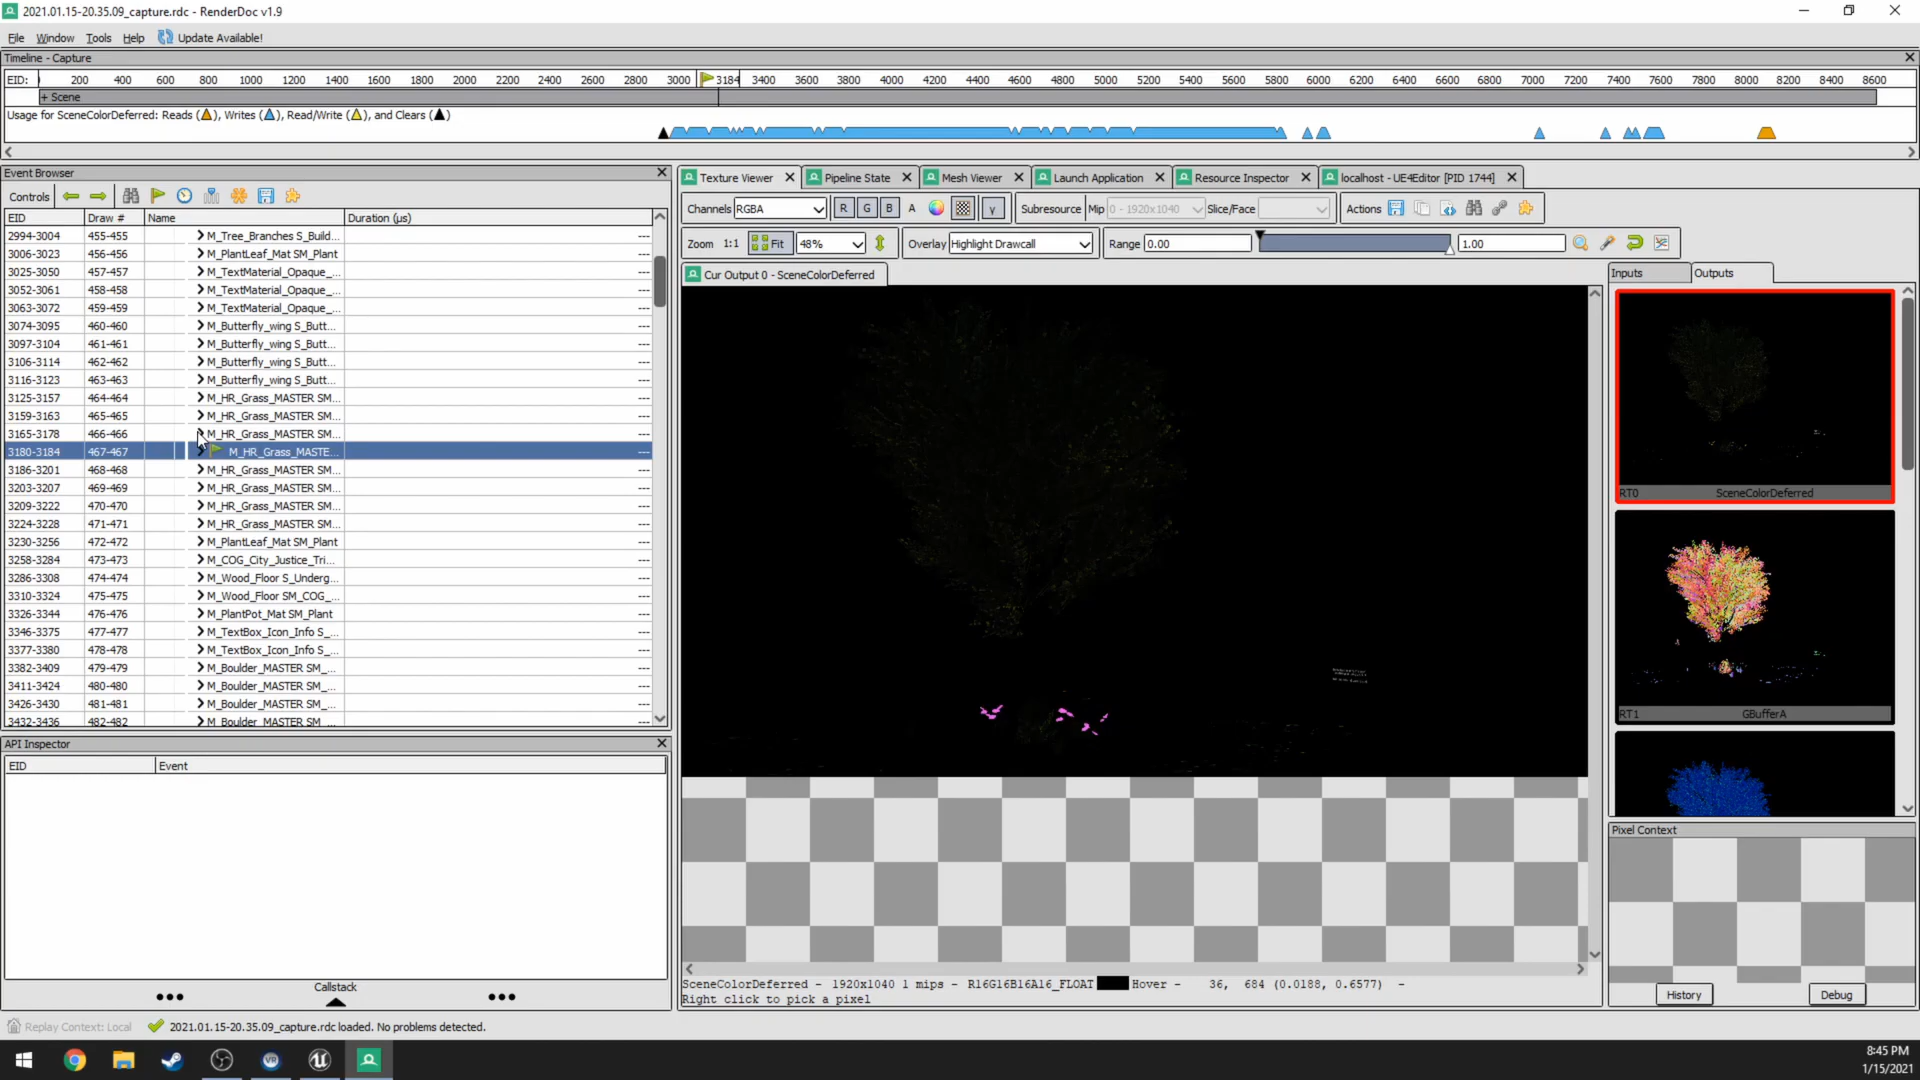 2021.01.15-20.35.09_capture.rdc - RenderDoc v1.9
File Window Tools Help Update Available!
Timeline - Capture
EID: 200 400 600 800 1000 1200 1400 1600 1800 2000 2200 2400 2600 2800 3000 3184 3400 3600 3800 4000 4200 4400 4600 4800 5000 5200 5400 5600 5800 6000 6200 6400 6600 6800 7000 7200 7400 7600 7800 8000 8200 8400 8600
+ Scene
Usage for SceneColorDeferred: Reads ( ), Writes ( ), Read/Write ( ), and Clears ( )
Event Browser
Controls
EID Draw # Name Duration (µs)
2994-3004 455-455 M_Tree_Branches S_Build... ---
3006-3023 456-456 M_PlantLeaf_Mat SM_Plant ---
3025-3050 457-457 M_TextMaterial_Opaque_... ---
3052-3061 458-458 M_TextMaterial_Opaque_... ---
3063-3072 459-459 M_TextMaterial_Opaque_... ---
3074-3095 460-460 M_Butterfly_wing S_Butt... ---
3097-3104 461-461 M_Butterfly_wing S_Butt... ---
3106-3114 462-462 M_Butterfly_wing S_Butt... ---
3116-3123 463-463 M_Butterfly_wing S_Butt... ---
3125-3157 464-464 M_HR_Grass_MASTER SM... ---
3159-3163 465-465 M_HR_Grass_MASTER SM... ---
3165-3178 466-466 M_HR_Grass_MASTER SM... ---
3180-3184 467-467 M_HR_Grass_MASTE... ---
3186-3201 468-468 M_HR_Grass_MASTER SM... ---
3203-3207 469-469 M_HR_Grass_MASTER SM... ---
3209-3222 470-470 M_HR_Grass_MASTER SM... ---
3224-3228 471-471 M_HR_Grass_MASTER SM... ---
3230-3256 472-472 M_PlantLeaf_Mat SM_Plant ---
3258-3284 473-473 M_COG_City_Justice_Tri... ---
3286-3308 474-474 M_Wood_Floor S_Underg... ---
3310-3324 475-475 M_Wood_Floor SM_COG_... ---
3326-3344 476-476 M_PlantPot_Mat SM_Plant ---
3346-3375 477-477 M_TextBox_Icon_Info S_... ---
3377-3380 478-478 M_TextBox_Icon_Info S_... ---
3382-3409 479-479 M_Boulder_MASTER SM_... ---
3411-3424 480-480 M_Boulder_MASTER SM_... ---
3426-3430 481-481 M_Boulder_MASTER SM_... ---
3432-3436 482-482 M_Boulder_MASTER SM_... ---
API Inspector
EID Event
Callstack
Texture Viewer Pipeline State Mesh Viewer Launch Application Resource Inspector localhost - UE4Editor [PID 1744]
Channels RGBA R G B A γ Subresource Mip 0 - 1920x1040 Slice/Face Actions
Zoom 1:1 Fit 48% Overlay Highlight Drawcall Range 0.00 1.00
Cur Output 0 - SceneColorDeferred
SceneColorDeferred - 1920x1040 1 mips - R16G16B16A16_FLOAT Hover - 36, 684 (0.0188, 0.6577) -
Right click to pick a pixel
Inputs Outputs
RT0 SceneColorDeferred
RT1 GBufferA
Pixel Context
History Debug
Replay Context: Local 2021.01.15-20.35.09_capture.rdc loaded. No problems detected.
8:45 PM
1/15/2021